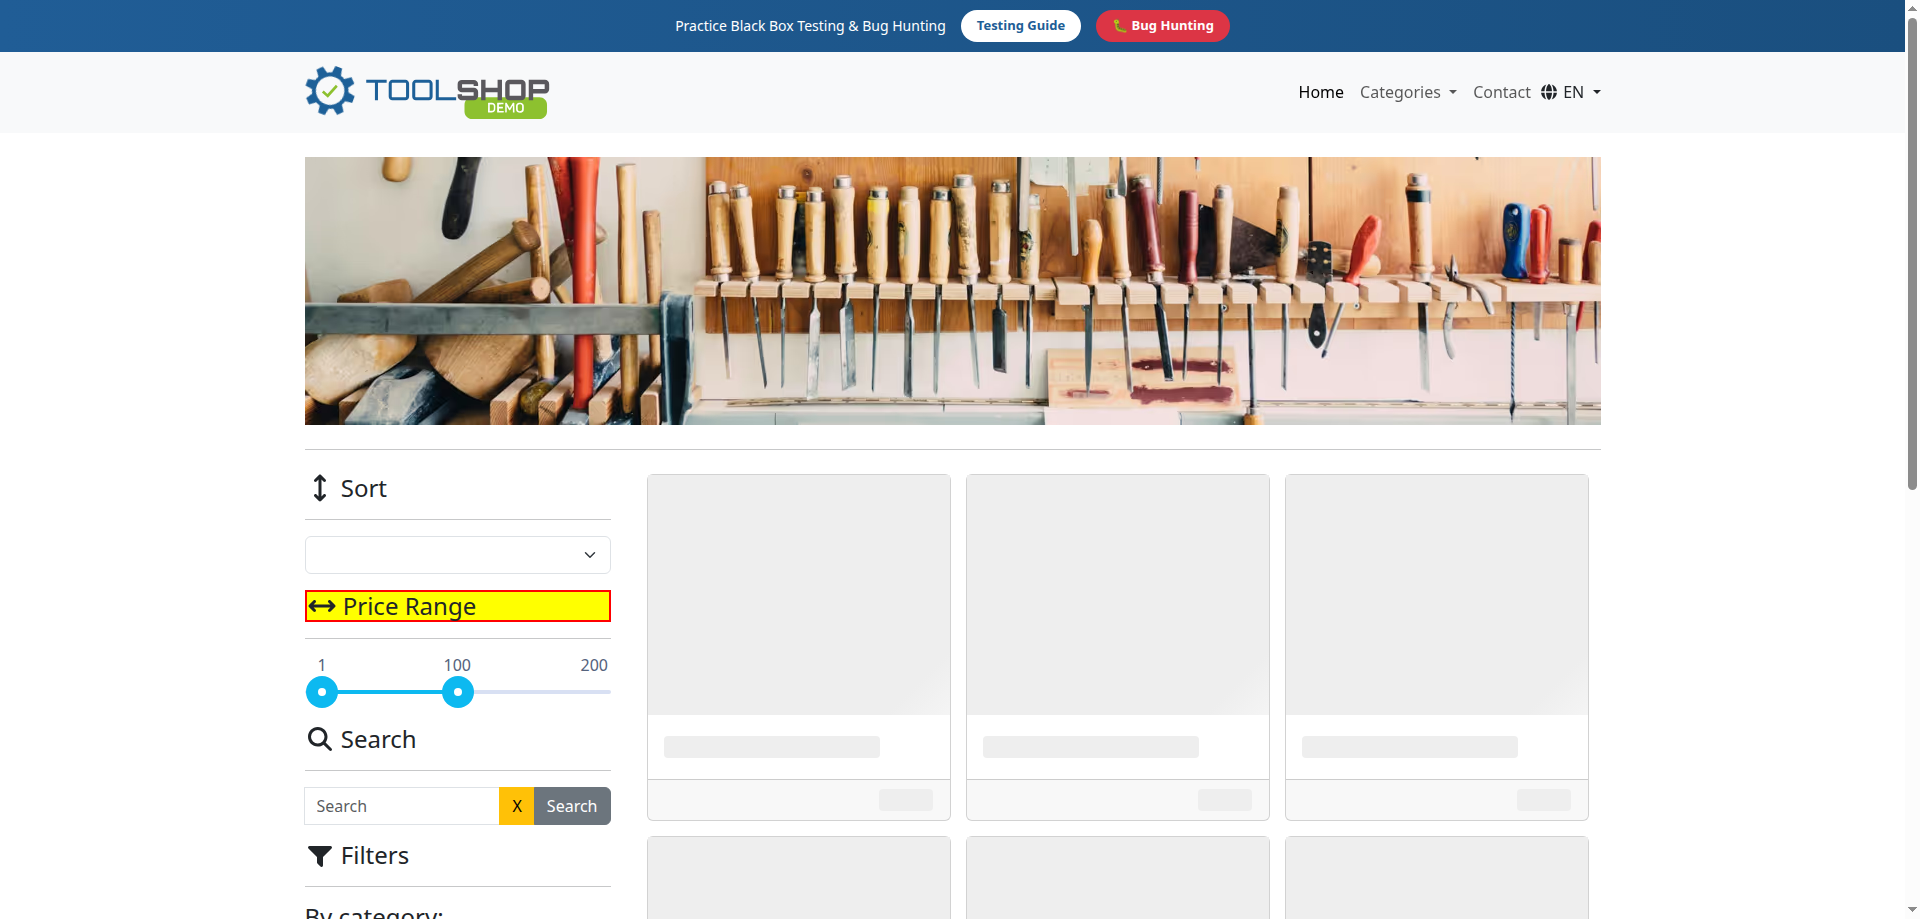 Practice Black Box Testing & Bug Hunting Testing Guide 🐛 Bug Hunting
TOOLSHOP
DEMO
Home Categories Contact EN
Sort
Price Range
1 100 200
Search
Search X Search
Filters
By category: